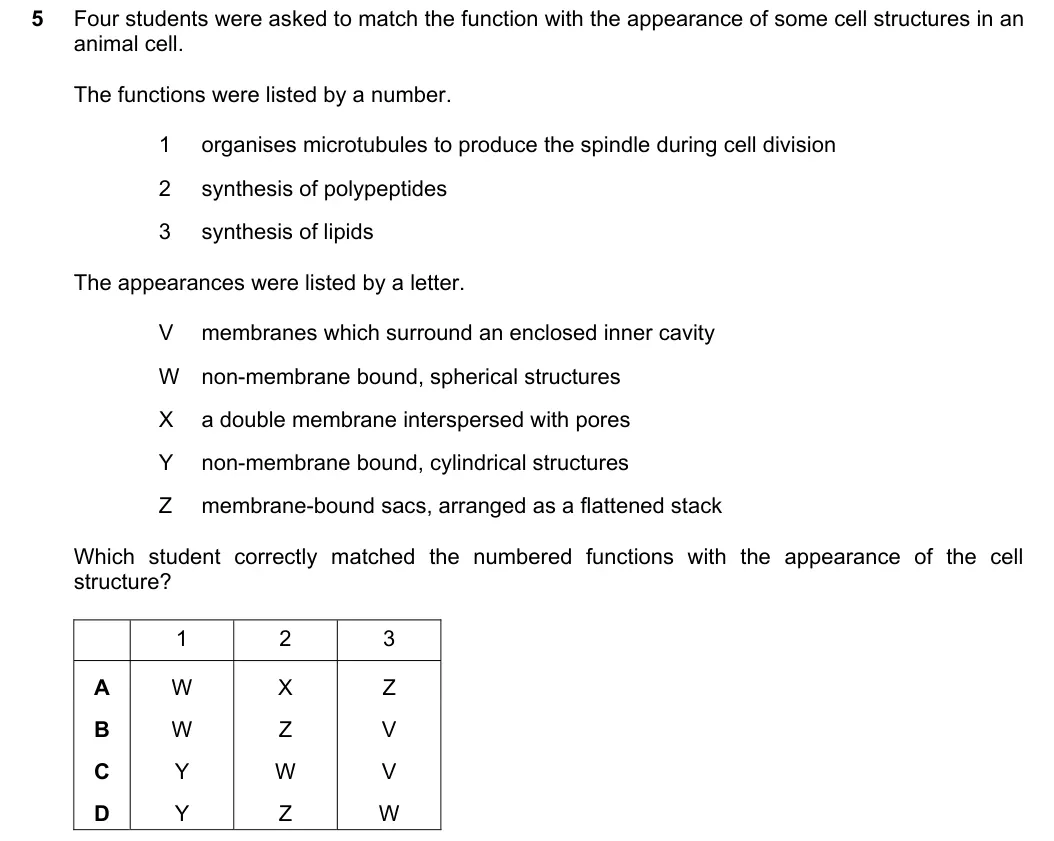 5 Four students were asked to match the function with the appearance of some cell structures in an
animal cell.
The functions were listed by a number.
1 organises microtubules to produce the spindle during cell division
2 synthesis of polypeptides
3 synthesis of lipids
The appearances were listed by a letter.
V membranes which surround an enclosed inner cavity
W non-membrane bound, spherical structures
X a double membrane interspersed with pores
Y non-membrane bound, cylindrical structures
Z membrane-bound sacs, arranged as a flattened stack
Which student correctly matched the numbered functions with the appearance of the cell
structure?
1 2 3
A W X Z
B W Z V
C Y W V
D Y Z W